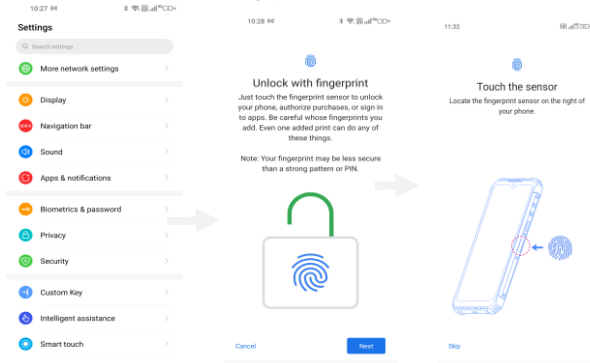 10:27
Settings
Search settings
More network settings
Display
Navigation bar
Sound
Apps & notifications
Biometrics & password
Privacy
Security
Custom Key
Intelligent assistance
Smart touch
10:28
Unlock with fingerprint
Just touch the fingerprint sensor to unlock
your phone, authorize purchases, or sign in
to apps. Be careful whose fingerprints you
add. Even one added print can do any of
these things.
Note: Your fingerprint may be less secure
than a strong pattern or PIN.
Cancel
Next
11:32
Touch the sensor
Locate the fingerprint sensor on the right of
your phone.
Skip